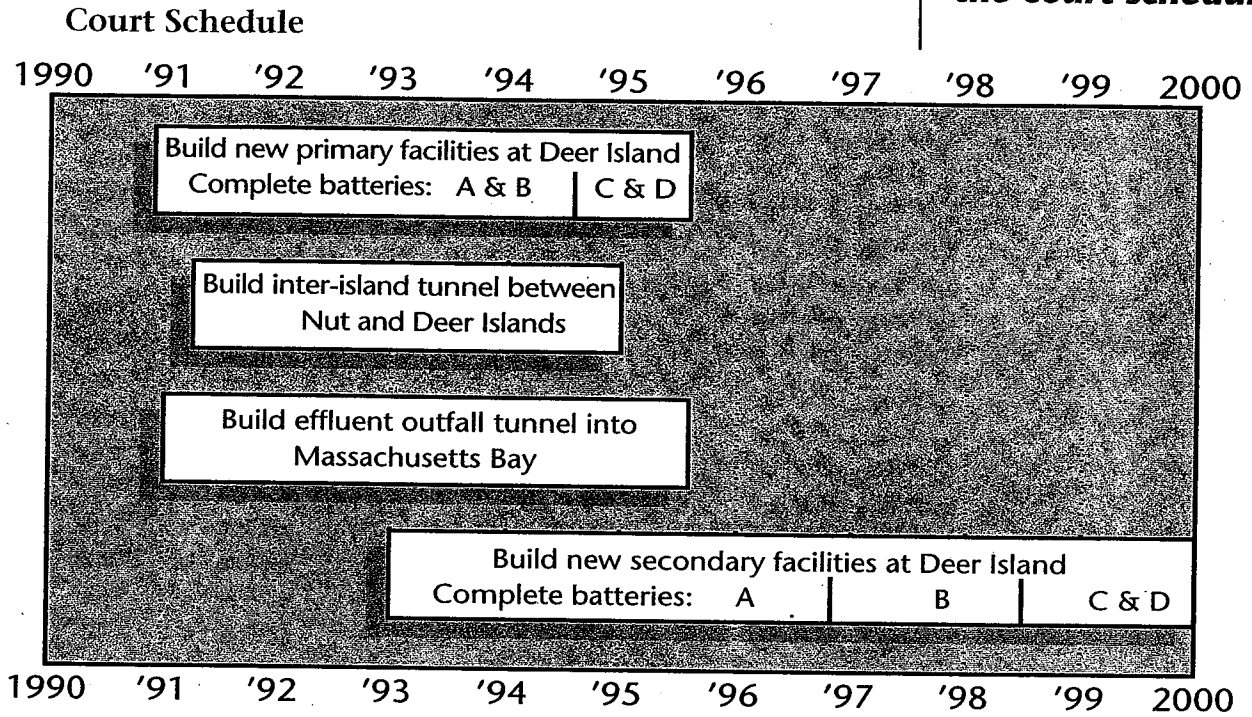 the court schedul
Court Schedule
1990 '91 '92 '93 '94 '95 '96 '97 '98 '99 2000
Build new primary facilities at Deer Island
Complete batteries: A & B C & D
Build inter-island tunnel between
Nut and Deer Islands
Build effluent outfall tunnel into
Massachusetts Bay
Build new secondary facilities at Deer Island
Complete batteries: A B C & D
1990 '91 '92 '93 '94 '95 '96 '97 '98 '99 2000